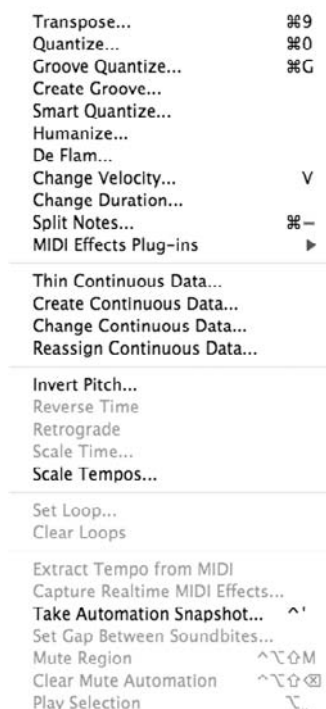 Transpose... ⌘9
Quantize... ⌘0
Groove Quantize... ⌘G
Create Groove...
Smart Quantize...
Humanize...
De Flam...
Change Velocity... V
Change Duration...
Split Notes... ⌘−
MIDI Effects Plug-ins ▶
Thin Continuous Data...
Create Continuous Data...
Change Continuous Data...
Reassign Continuous Data...
Invert Pitch...
Reverse Time
Retrograde
Scale Time...
Scale Tempos...
Set Loop...
Clear Loops
Extract Tempo from MIDI
Capture Realtime MIDI Effects...
Take Automation Snapshot... ^'
Set Gap Between Soundbites...
Mute Region ^⌥⇧M
Clear Mute Automation ^⌥⇧⌫
Play Selection ⌥